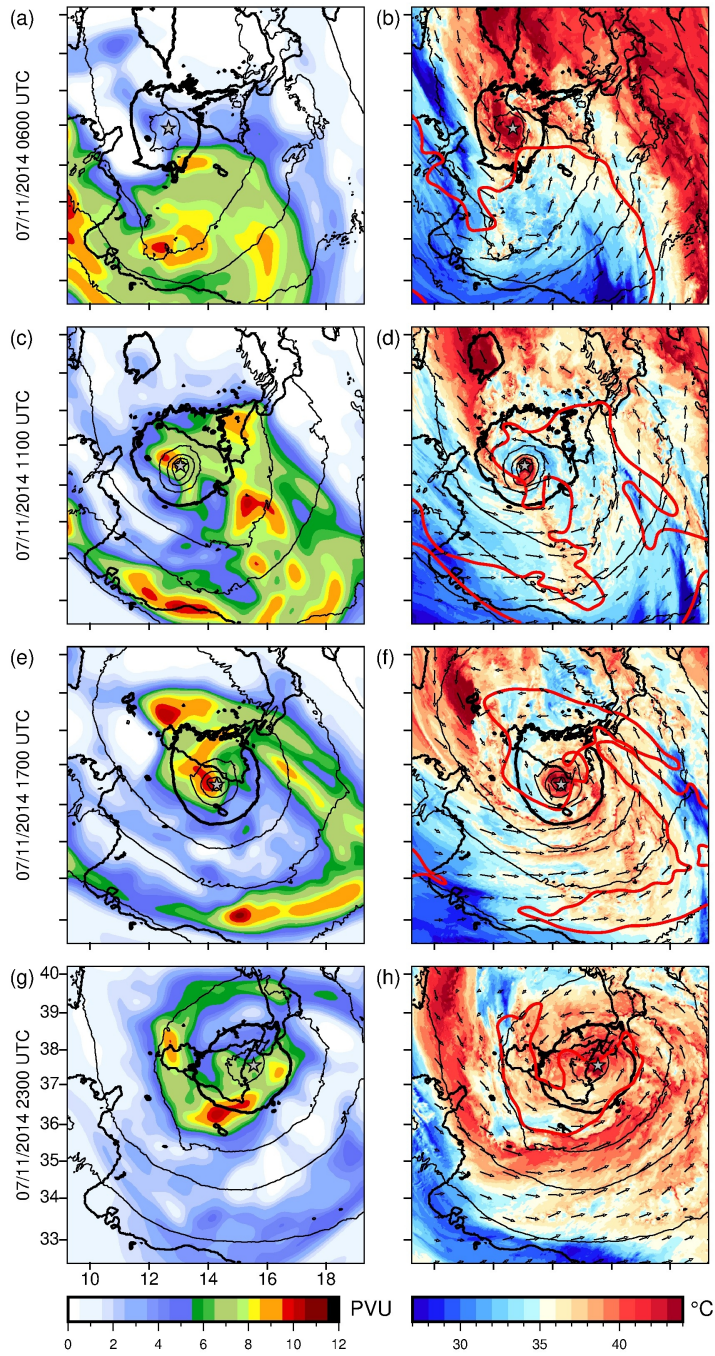 (a) (b)
07/11/2014 0600 UTC
(c) (d)
07/11/2014 1100 UTC
(e) (f)
07/11/2014 1700 UTC
(g) (h)
07/11/2014 2300 UTC
40
39
38
37
36
35
34
33
10 12 14 16 18
PVU °C
0 2 4 6 8 10 12 30 35 40